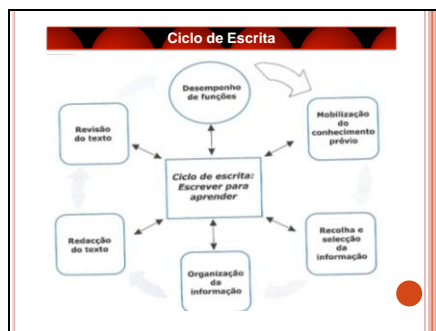 Ciclo de Escrita
Desempenho
de funções
Mobilização
do
conhecimento
prévio
Revisão
do texto
Ciclo de escrita:
Escrever para
aprender
Redacção
do texto
Recolha e
selecção
da
informação
Organização
da
informação